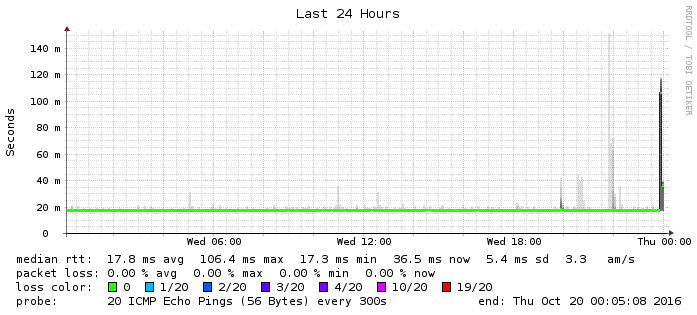 Last 24 Hours
RRDTOOL / TOBI OETIKER
Seconds
140 m
120 m
100 m
80 m
60 m
40 m
20 m
0
Wed 06:00 Wed 12:00 Wed 18:00 Thu 00:00
median rtt: 17.8 ms avg 106.4 ms max 17.3 ms min 36.5 ms now 5.4 ms sd 3.3 am/s
packet loss: 0.00 % avg 0.00 % max 0.00 % min 0.00 % now
loss color: 0 1/20 2/20 3/20 4/20 10/20 19/20
probe: 20 ICMP Echo Pings (56 Bytes) every 300s end: Thu Oct 20 00:05:08 2016